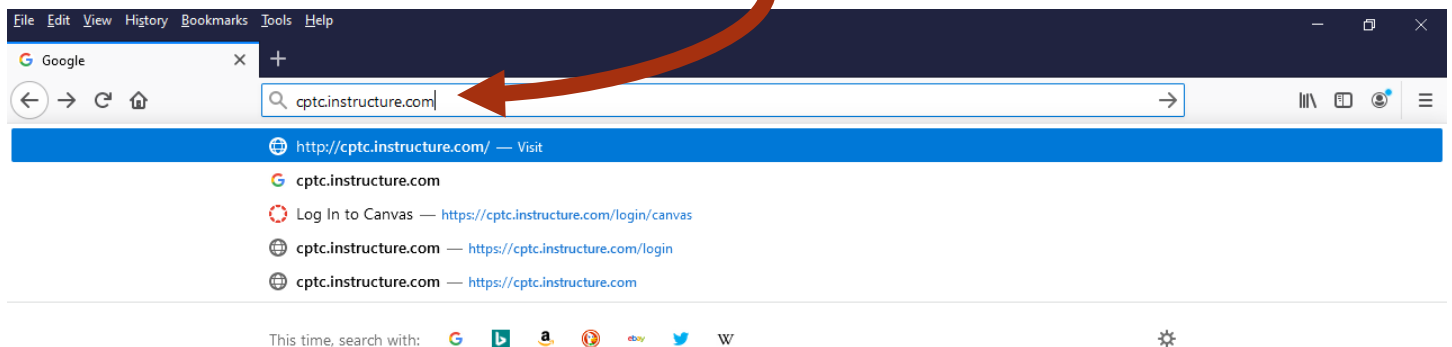 File Edit View History Bookmarks Tools Help
Google
cptc.instructure.com
http://cptc.instructure.com/ — Visit
cptc.instructure.com
Log In to Canvas — https://cptc.instructure.com/login/canvas
cptc.instructure.com — https://cptc.instructure.com/login
cptc.instructure.com — https://cptc.instructure.com
This time, search with: G b a ebay W